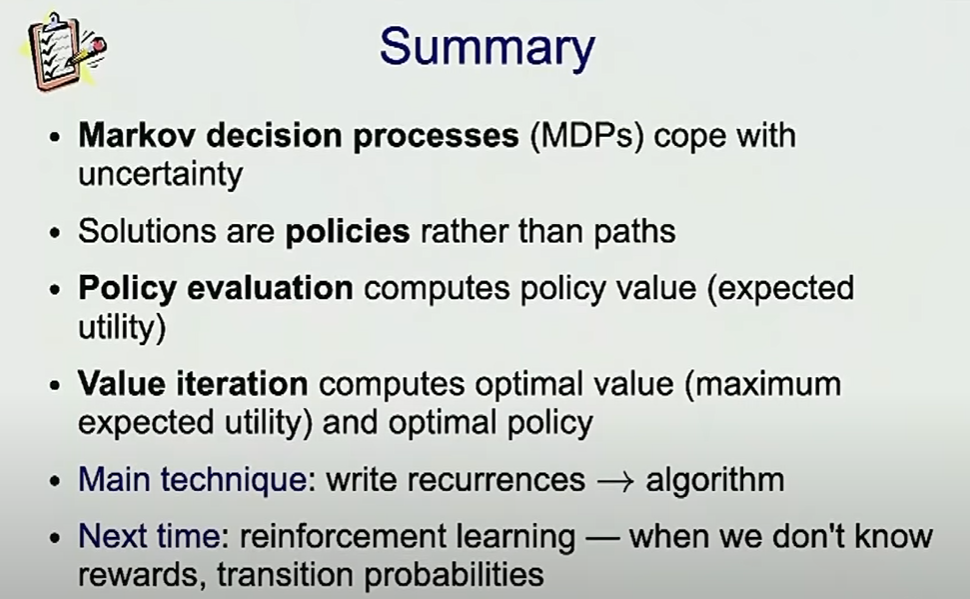 Summary
• Markov decision processes (MDPs) cope with
uncertainty
• Solutions are policies rather than paths
• Policy evaluation computes policy value (expected
utility)
• Value iteration computes optimal value (maximum
expected utility) and optimal policy
• Main technique: write recurrences → algorithm
• Next time: reinforcement learning — when we don't know
rewards, transition probabilities